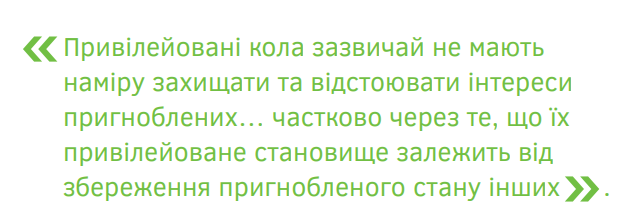 «Привілейовані кола зазвичай не мають
наміру захищати та відстоювати інтереси
пригноблених... частково через те, що їх
привілейоване становище залежить від
збереження пригнобленого стану інших».